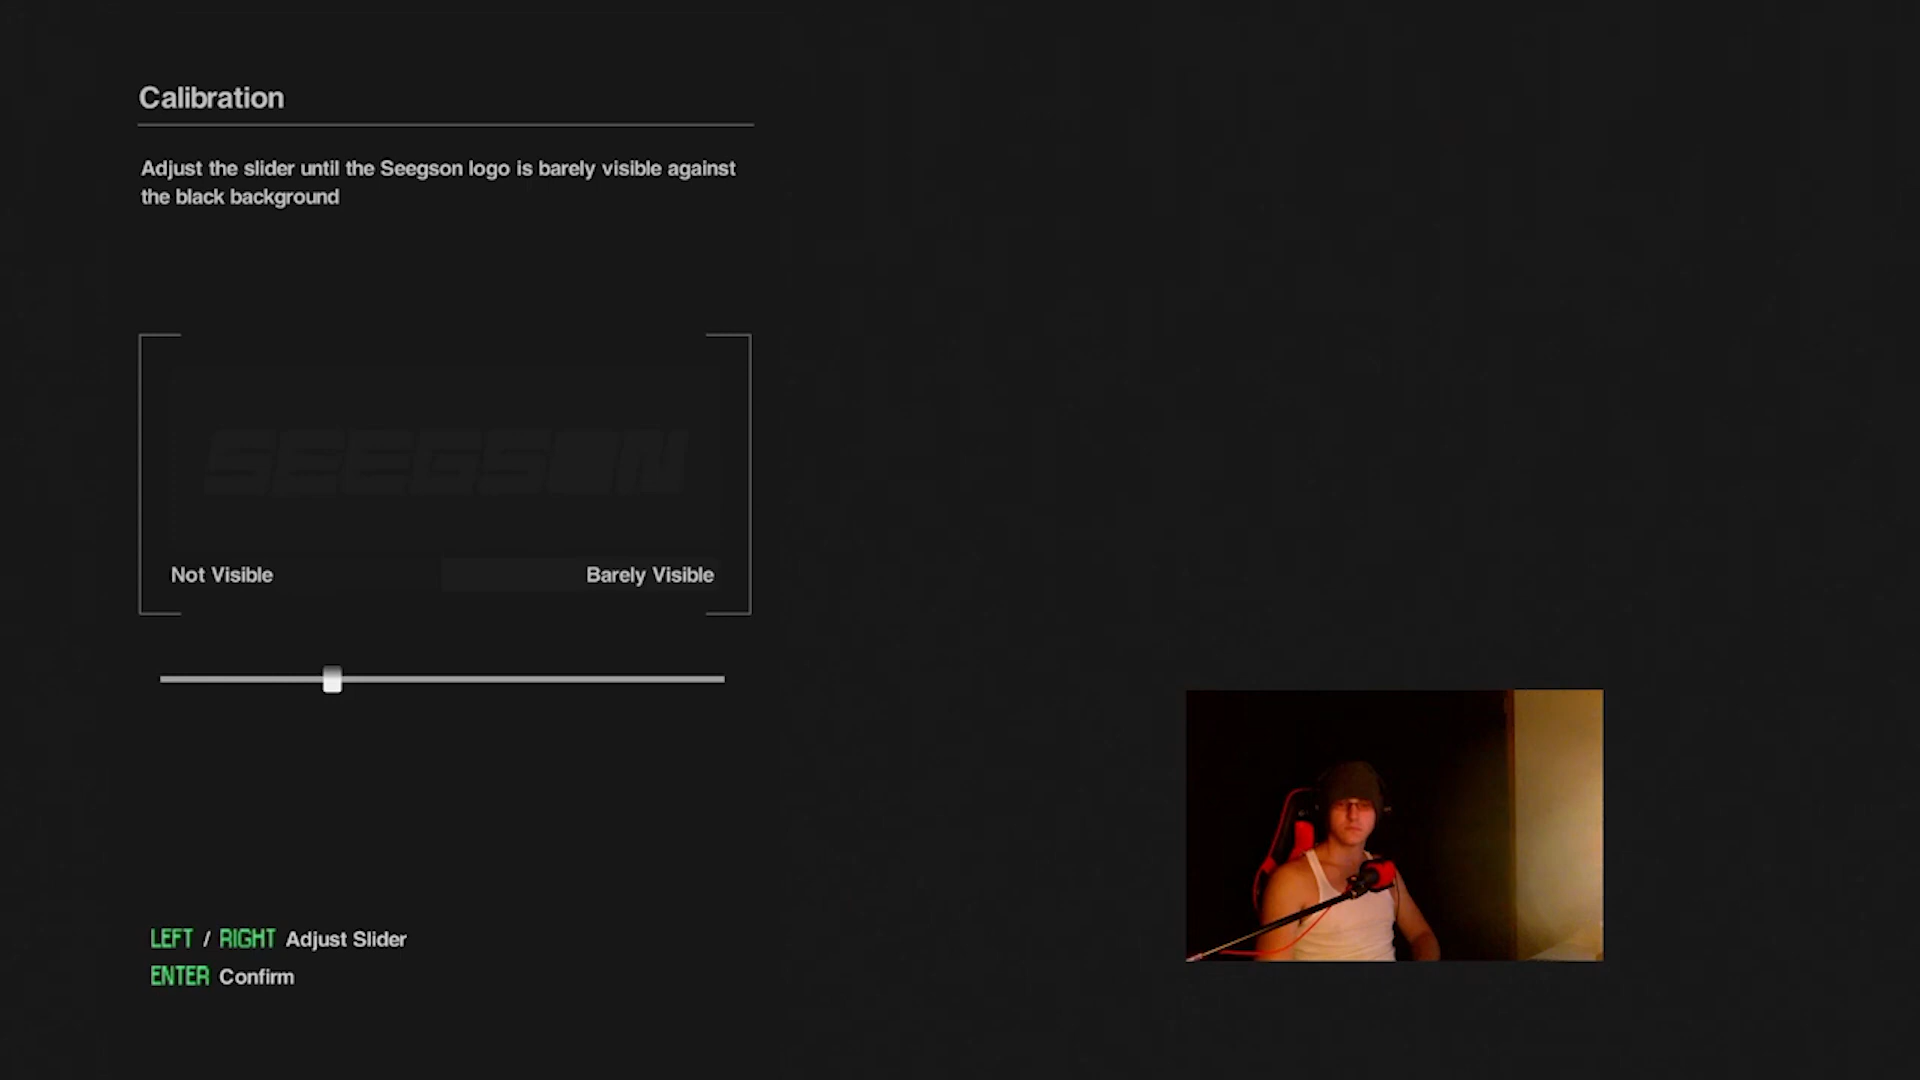 Calibration
Adjust the slider until the Seegson logo is barely visible against
the black background
SEEGSON
Not Visible
Barely Visible
LEFT / RIGHT Adjust Slider
ENTER Confirm